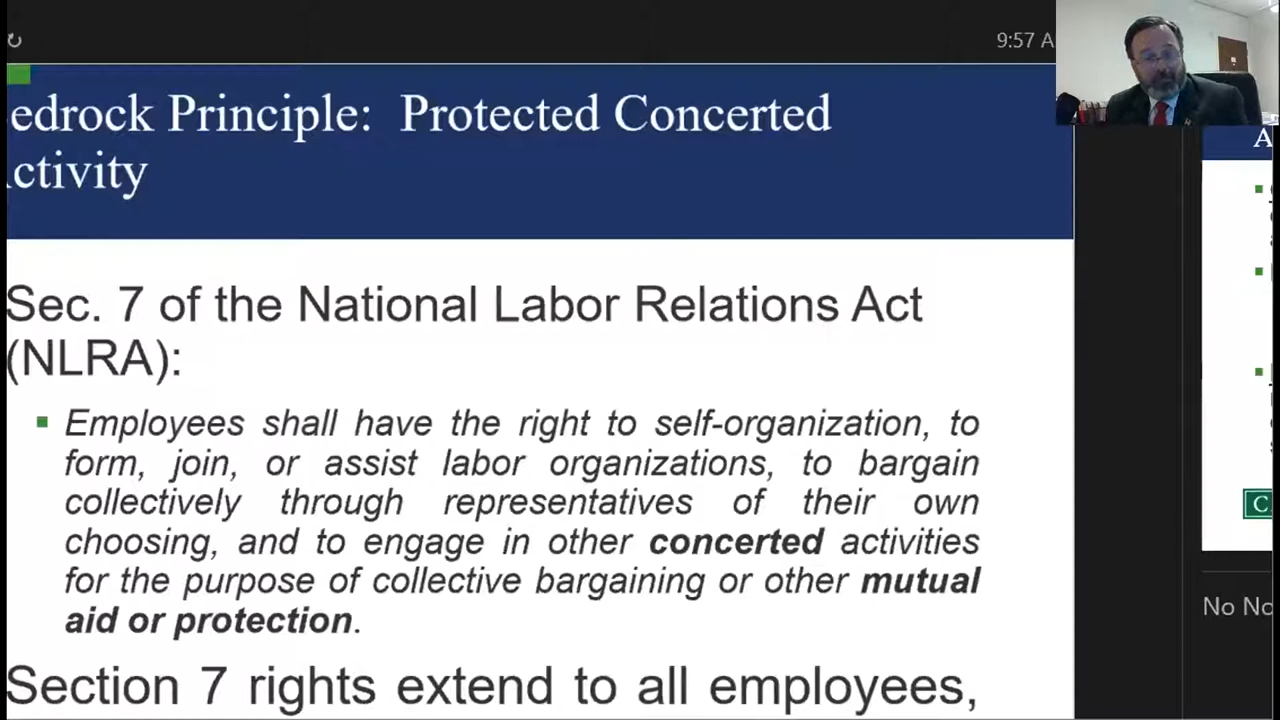 9:57 A
edrock Principle: Protected Concerted
ctivity
Sec. 7 of the National Labor Relations Act
(NLRA):
Employees shall have the right to self-organization, to
form, join, or assist labor organizations, to bargain
collectively through representatives of their own
choosing, and to engage in other concerted activities
for the purpose of collective bargaining or other mutual
aid or protection.
Section 7 rights extend to all employees,
A
C
No No